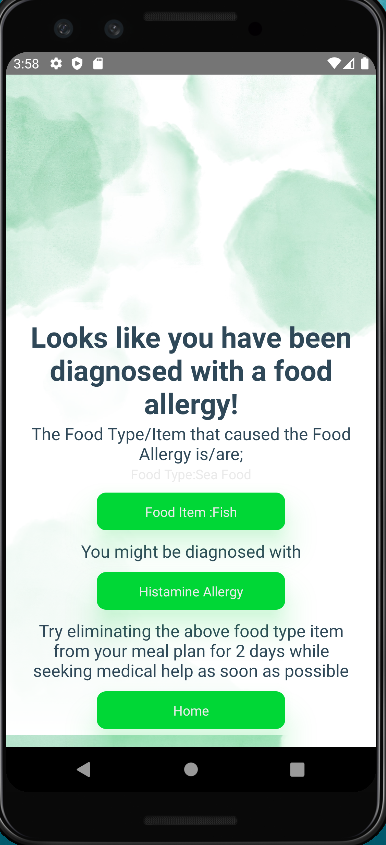 3:58
Looks like you have been
diagnosed with a food
allergy!
The Food Type/Item that caused the Food
Allergy is/are;
Food Type:Sea Food
Food Item :Fish
You might be diagnosed with
Histamine Allergy
Try eliminating the above food type item
from your meal plan for 2 days while
seeking medical help as soon as possible
Home